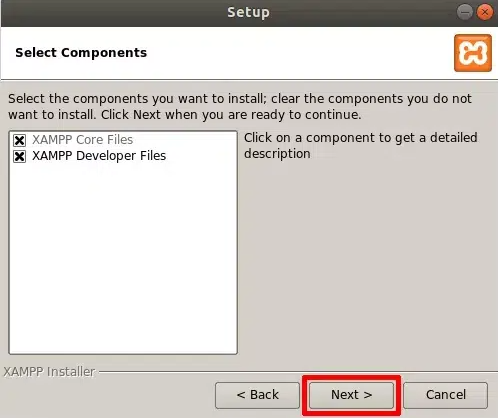 Setup
Select Components
Select the components you want to install; clear the components you do not
want to install. Click Next when you are ready to continue.
XAMPP Core Files
XAMPP Developer Files
Click on a component to get a detailed
description
XAMPP Installer
< Back
Next >
Cancel